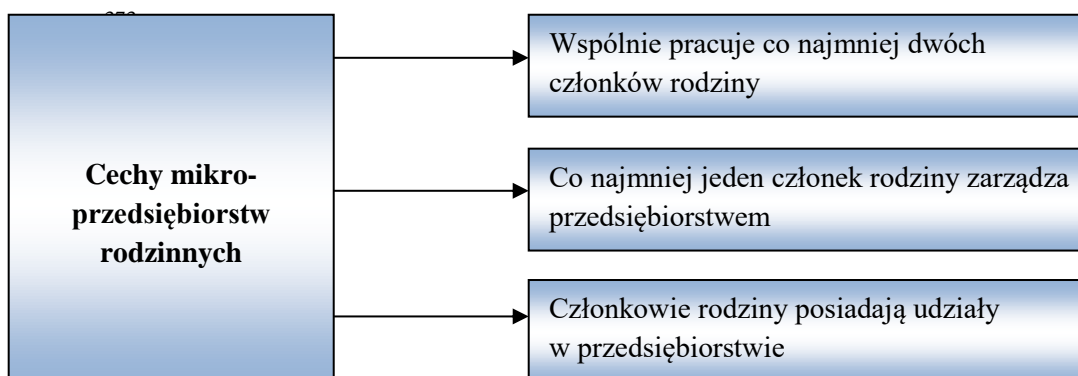 Cechy mikro-
przedsiębiorstw
rodzinnych
Wspólnie pracuje co najmniej dwóch
członków rodziny
Co najmniej jeden członek rodziny zarządza
przedsiębiorstwem
Członkowie rodziny posiadają udziały
w przedsiębiorstwie